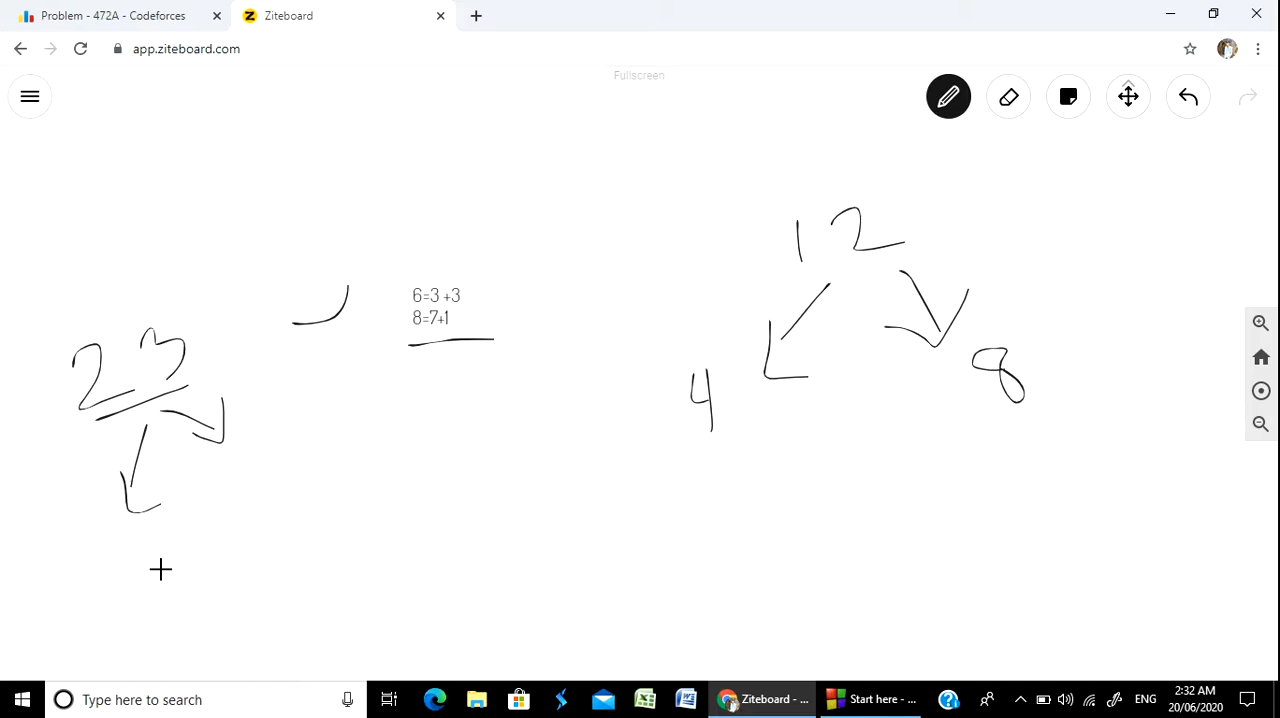 Problem - 472A - Codeforces
Ziteboard
app.ziteboard.com
Fullscreen
12
6=3 +3
8=7+1
23
4
8
Type here to search
Ziteboard - ...
Start here - ...
ENG
2:32 AM
20/06/2020